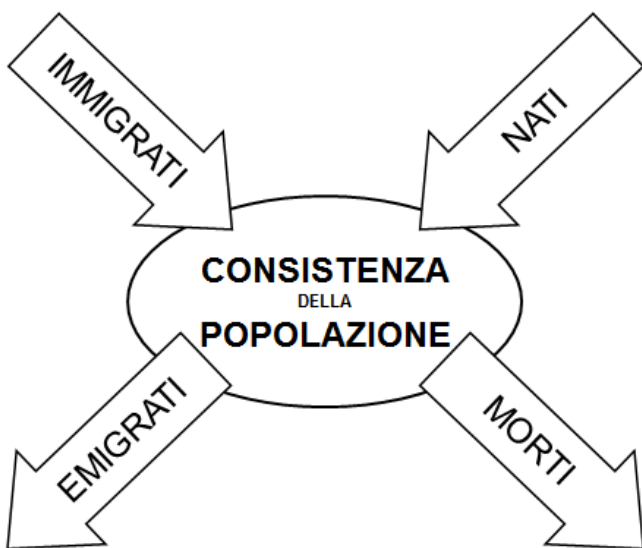 IMMIGRATI
NATI
CONSISTENZA
DELLA
POPOLAZIONE
EMIGRATI
MORTI